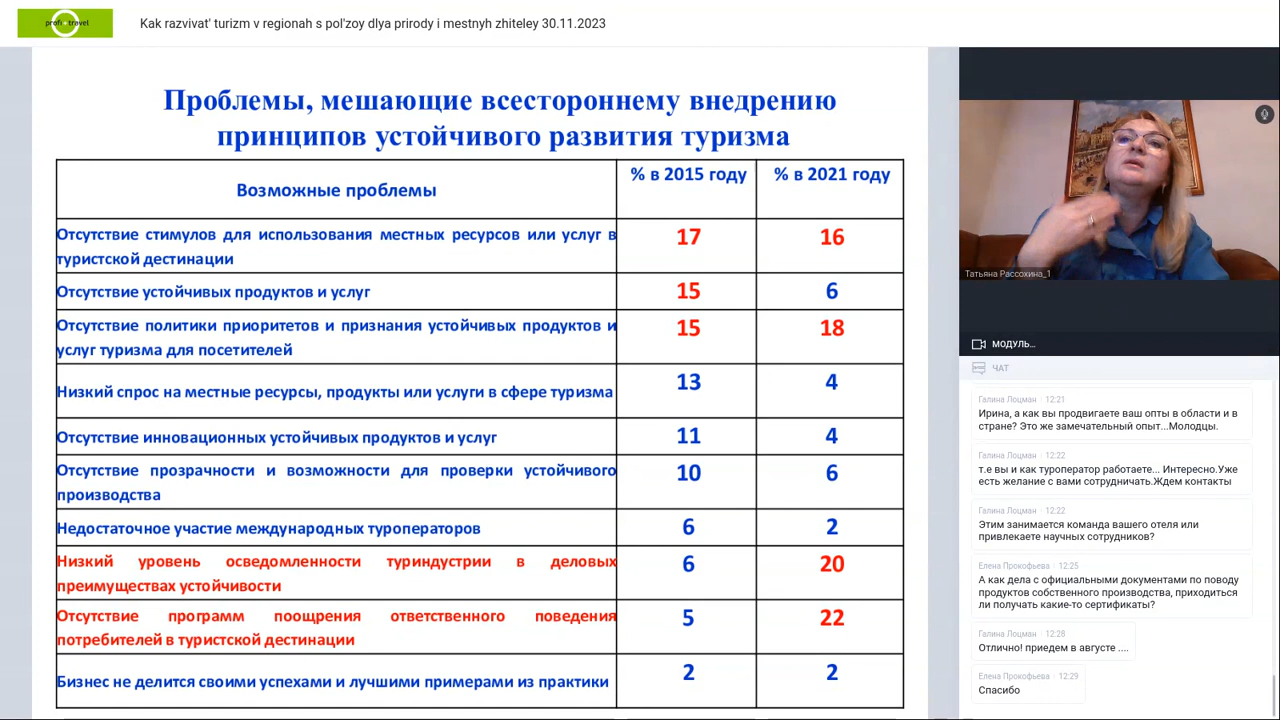 profi travel
Kak razvivat' turizm v regionah s pol'zoy dlya prirody i mestnyh zhiteley 30.11.2023
Проблемы, мешающие всестороннему внедрению
принципов устойчивого развития туризма
Возможные проблемы
% в 2015 году
% в 2021 году
Отсутствие стимулов для использования местных ресурсов или услуг в
туристской дестинации
17
16
Отсутствие устойчивых продуктов и услуг
15
6
Отсутствие политики приоритетов и признания устойчивых продуктов и
услуг туризма для посетителей
15
18
Низкий спрос на местные ресурсы, продукты или услуги в сфере туризма
13
4
Отсутствие инновационных устойчивых продуктов и услуг
11
4
Отсутствие прозрачности и возможности для проверки устойчивого
производства
10
6
Недостаточное участие международных туроператоров
6
2
Низкий уровень осведомленности туриндустрии в деловых
преимуществах устойчивости
6
20
Отсутствие программ поощрения ответственного поведения
потребителей в туристской дестинации
5
22
Бизнес не делится своими успехами и лучшими примерами из практики
2
2
Татьяна Рассохина_1
МОДУЛЬ...
ЧАТ
Галина Лоцман 12:21
Ирина, а как вы продвигаете ваш опты в области и в
стране? Это же замечательный опыт...Молодцы.
Галина Лоцман 12:22
т.е вы и как туроператор работаете... Интересно.Уже
есть желание с вами сотрудничать.Ждем контакты
Галина Лоцман 12:22
Этим занимается команда вашего отеля или
привлекаете научных сотрудников?
Елена Прокофьева 12:25
А как дела с официальными документами по поводу
продуктов собственного производства, приходиться
ли получать какие-то сертификаты?
Галина Лоцман 12:28
Отлично! приедем в августе ....
Елена Прокофьева 12:29
Спасибо